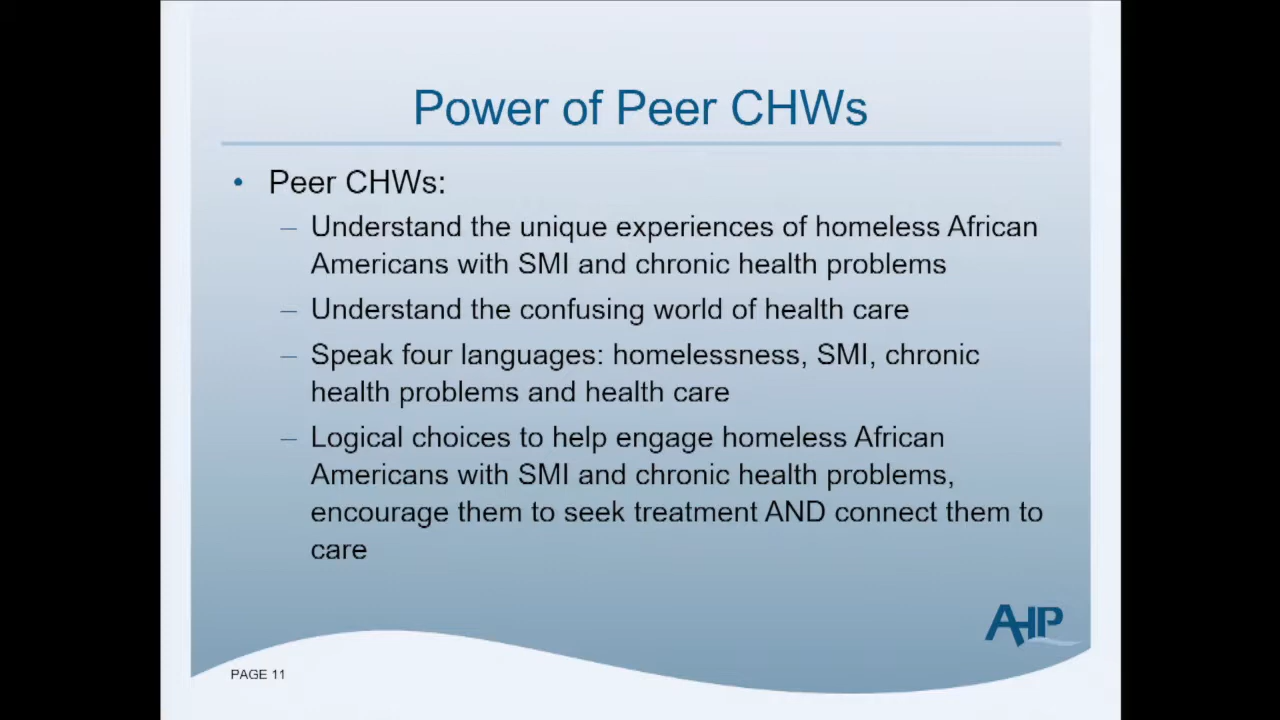 Power of Peer CHWs
• Peer CHWs:
– Understand the unique experiences of homeless African
Americans with SMI and chronic health problems
– Understand the confusing world of health care
– Speak four languages: homelessness, SMI, chronic
health problems and health care
– Logical choices to help engage homeless African
Americans with SMI and chronic health problems,
encourage them to seek treatment AND connect them to
care
AHP
PAGE 11